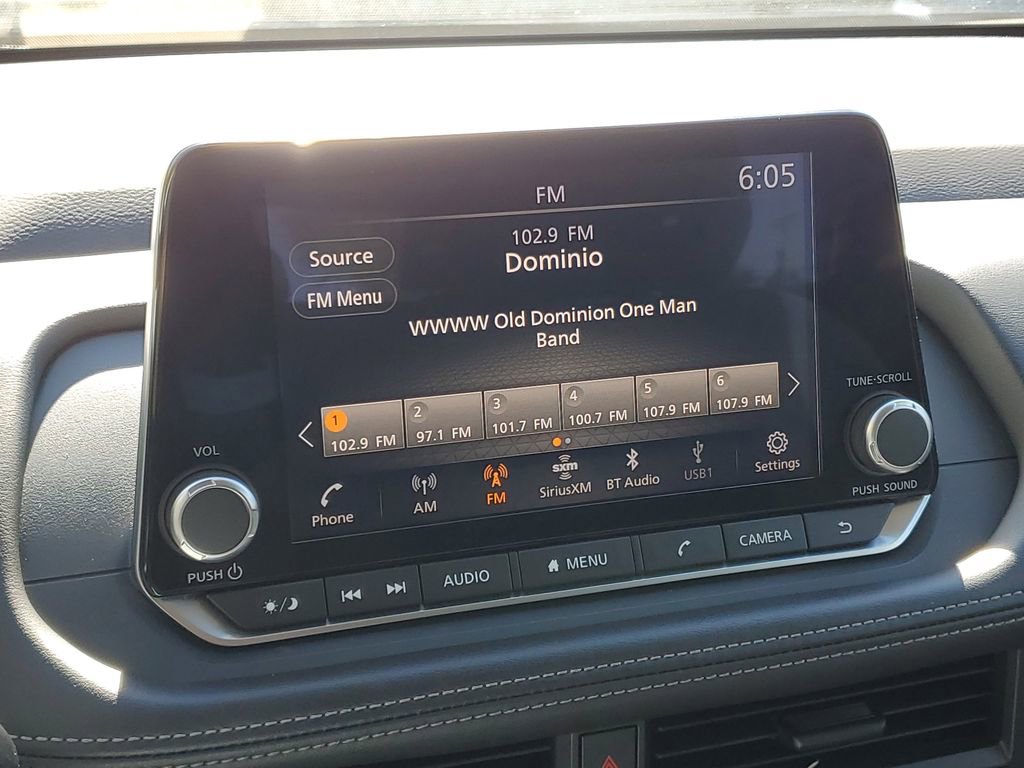 FM
6:05
Source
102.9 FM
Dominio
FM Menu
WWWW Old Dominion One Man
Band
1
102.9 FM
2
97.1 FM
3
101.7 FM
4
100.7 FM
5
107.9 FM
6
107.9 FM
Phone
AM
FM
sxm
SiriusXM
BT Audio
USB1
Settings
VOL
PUSH
TUNE·SCROLL
PUSH SOUND
AUDIO
MENU
CAMERA